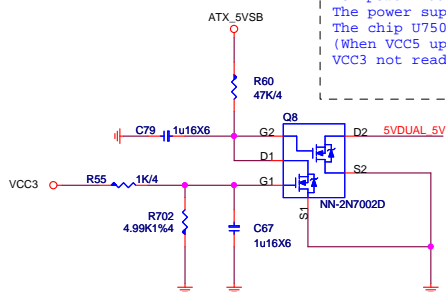 The power sup
The chip U750
(When VCC5 up
VCC3 not read
ATX_5VSB
R60
47K/4
C79
1u16X6
Q8
G2
D2
5VDUAL_5V
D1
S2
G1
S1
NN-2N7002D
VCC3
R55
1K/4
R702
4.99K1%4
C67
1u16X6